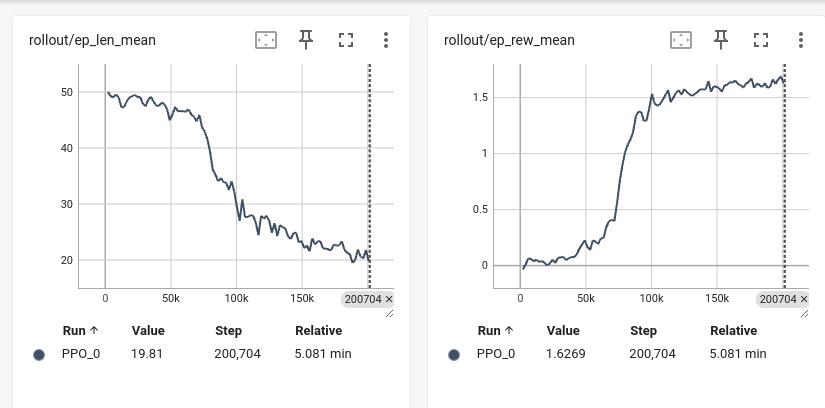 rollout/ep_len_mean
50
40
30
20
0 50k 100k 150k 200704 ×
Run ↑ Value Step Relative
PPO_0 19.81 200,704 5.081 min
rollout/ep_rew_mean
1.5
1
0.5
0
0 50k 100k 150k 200704 ×
Run ↑ Value Step Relative
PPO_0 1.6269 200,704 5.081 min